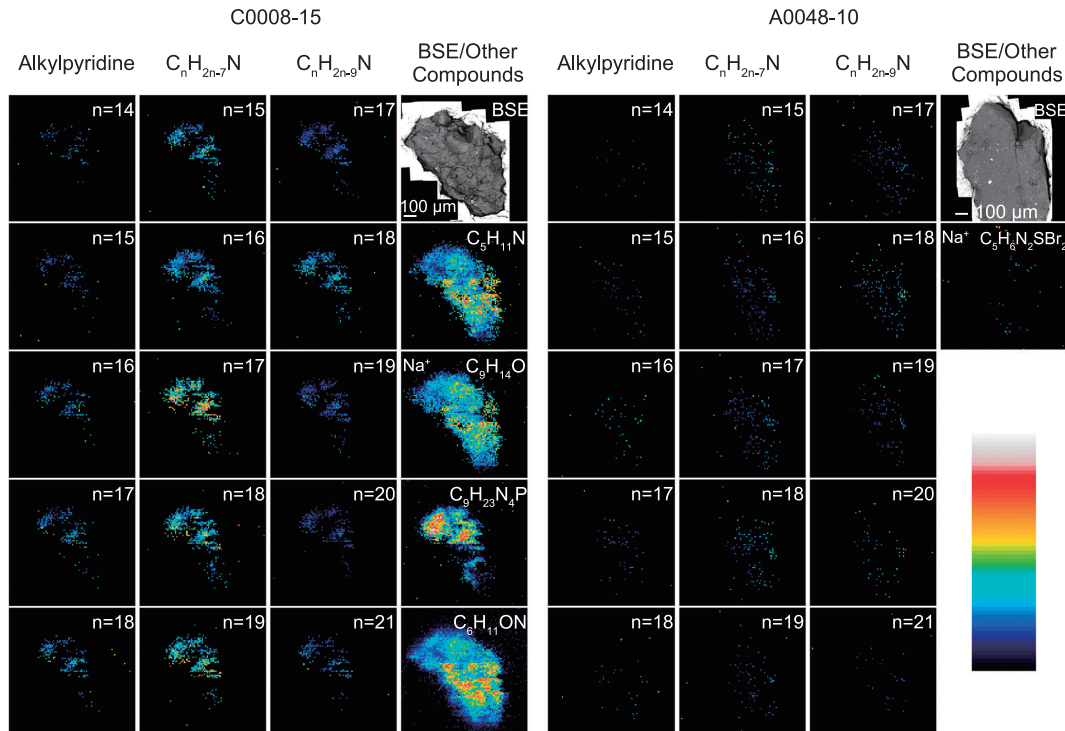 C0008-15 A0048-10
Alkylpyridine CₙH₂ₙ₋₇N CₙH₂ₙ₋₉N BSE/Other Compounds Alkylpyridine CₙH₂ₙ₋₇N CₙH₂ₙ₋₉N BSE/Other Compounds
n=14 n=15 n=17 BSE n=14 n=15 n=17 BSE
100 µm 100 µm
n=15 n=16 n=18 C₅H₁₁N n=15 n=16 n=18 Na⁺ C₅H₆N₂SBr₂
n=16 n=17 n=19 Na⁺ C₉H₁₄O n=16 n=17 n=19
n=17 n=18 n=20 C₉H₂₃N₄P n=17 n=18 n=20
n=18 n=19 n=21 C₆H₁₁ON n=18 n=19 n=21